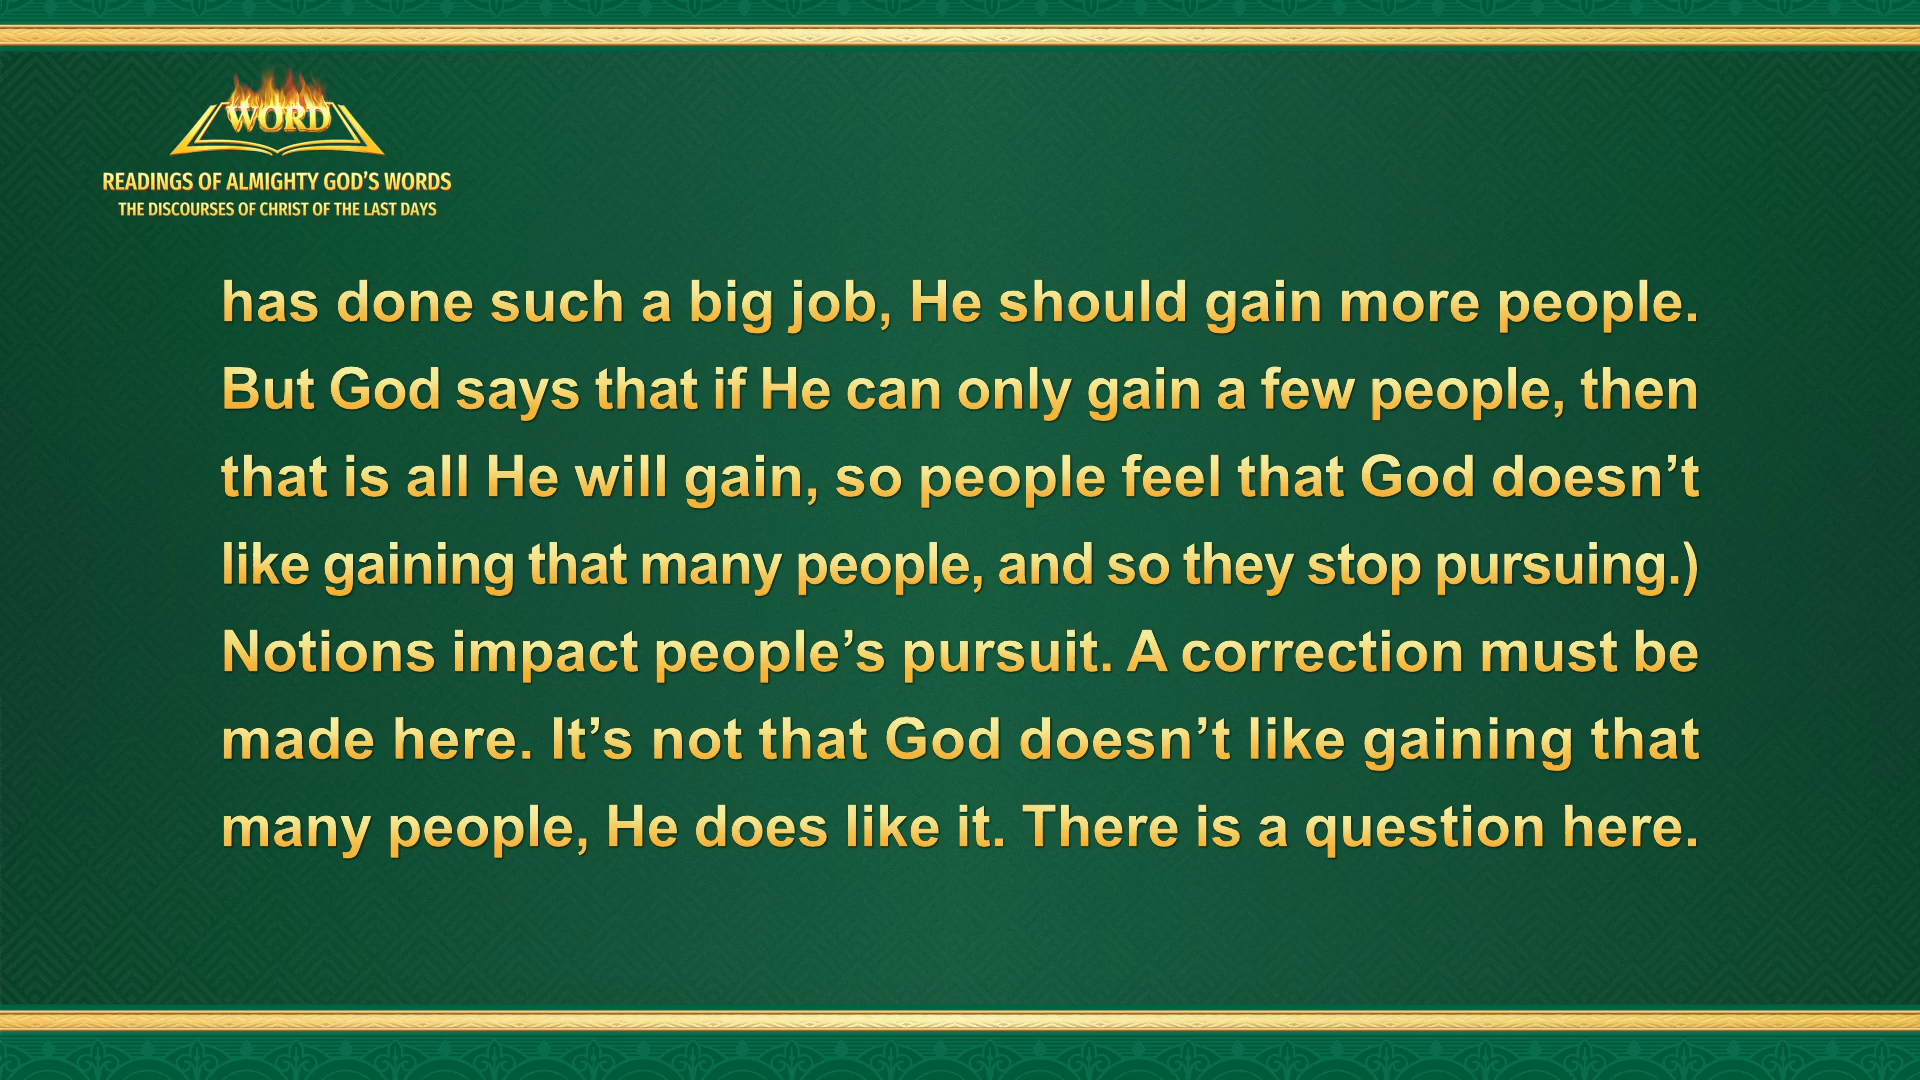 WORD
READINGS OF ALMIGHTY GOD'S WORDS
THE DISCOURSES OF CHRIST OF THE LAST DAYS
has done such a big job, He should gain more people.
But God says that if He can only gain a few people, then
that is all He will gain, so people feel that God doesn’t
like gaining that many people, and so they stop pursuing.)
Notions impact people’s pursuit. A correction must be
made here. It’s not that God doesn’t like gaining that
many people, He does like it. There is a question here.